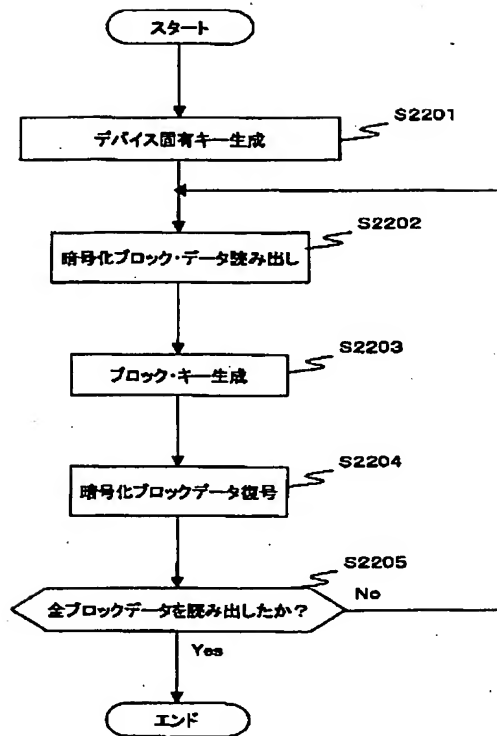 スタート
S2201
デバイス固有キー生成
S2202
暗号化ブロック・データ読み出し
S2203
ブロック・キー生成
S2204
暗号化ブロックデータ復号
S2205
全ブロックデータを読み出したか？
No
Yes
エンド